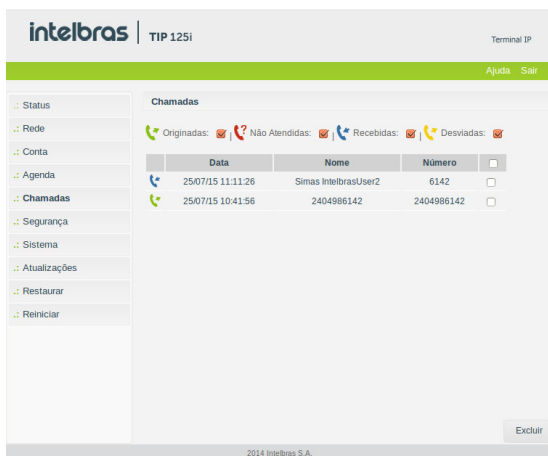 intelbras TIP 125i
Terminal IP
Ajuda Sair
.: Status
.: Rede
.: Conta
.: Agenda
.: Chamadas
.: Segurança
.: Sistema
.: Atualizações
.: Restaurar
.: Reiniciar
Chamadas
Originadas: | Não Atendidas: | Recebidas: | Desviadas:
Data Nome Número
25/07/15 11:11:26 Simas IntelbrasUser2 6142
25/07/15 10:41:56 2404986142 2404986142
Excluir
2014 Intelbras S.A.